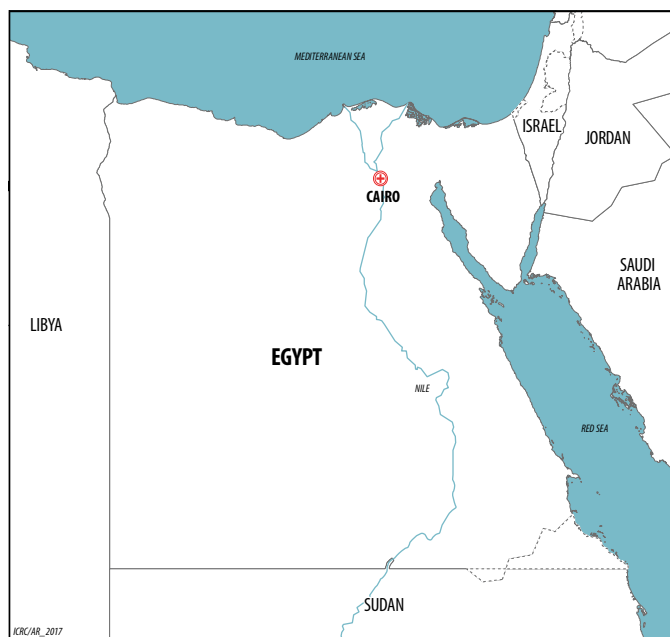 MEDITERRANEAN SEA
ISRAEL
JORDAN
CAIRO
SAUDI
ARABIA
LIBYA
EGYPT
NILE
RED SEA
SUDAN
ICRC/AR_2017